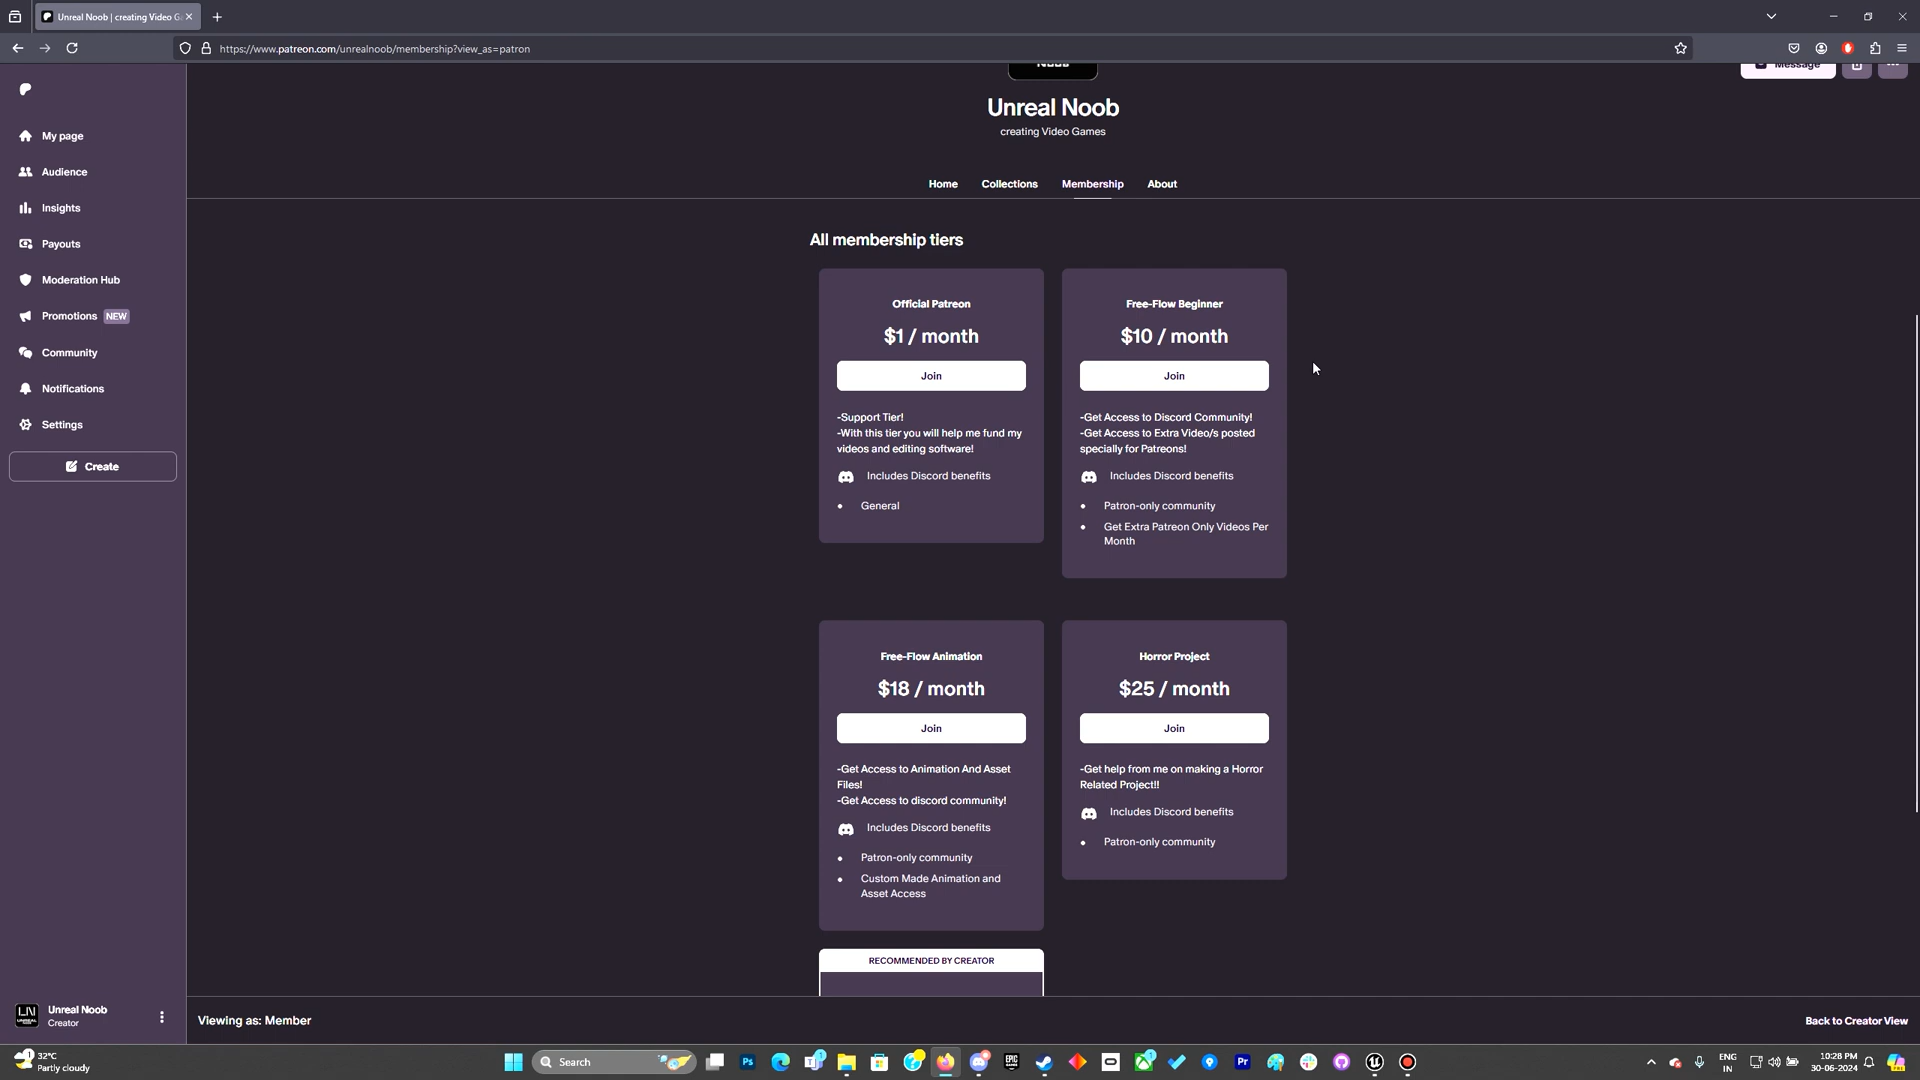 Unreal Noob | creating Video G
https://www.patreon.com/unrealnoob/membership?view_as=patron
My page
Audience
Insights
Payouts
Moderation Hub
Promotions NEW
Community
Notifications
Settings
Create
Unreal Noob
Creator
Message
Unreal Noob
creating Video Games
Home Collections Membership About
All membership tiers
Official Patreon
$1 / month
Join
-Support Tier!
-With this tier you will help me fund my
videos and editing software!
Includes Discord benefits
• General
Free-Flow Beginner
$10 / month
Join
-Get Access to Discord Community!
-Get Access to Extra Video/s posted
specially for Patreons!
Includes Discord benefits
• Patron-only community
• Get Extra Patreon Only Videos Per
Month
Free-Flow Animation
$18 / month
Join
-Get Access to Animation And Asset
Files!
-Get Access to discord community!
Includes Discord benefits
• Patron-only community
• Custom Made Animation and
Asset Access
Horror Project
$25 / month
Join
-Get help from me on making a Horror
Related Project!!
Includes Discord benefits
• Patron-only community
RECOMMENDED BY CREATOR
Viewing as: Member
Back to Creator View
32°C
Partly cloudy
Search
Ps
EPIC
GAMES
Pr
ENG
IN
10:28 PM
30-06-2024